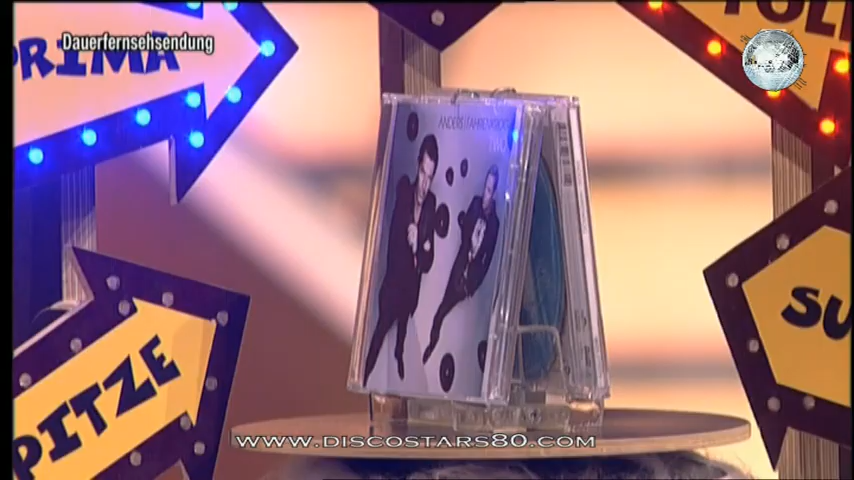 Dauerfernsehsendung
PRIMA
TOLL
ANDERS|FAHRENKROG
TWO
SPITZE
SU
WWW.DISCOSTARS80.COM